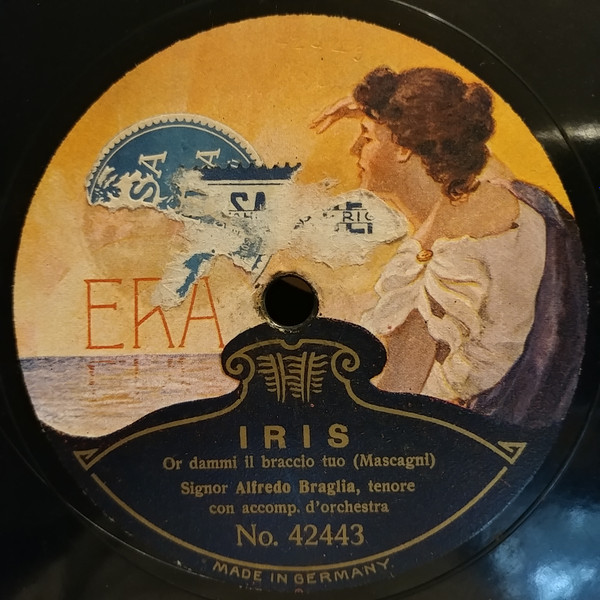 ERA
IRIS
Or dammi il braccio tuo (Mascagni)
Signor Alfredo Braglia, tenore
con accomp. d'orchestra
No. 42443
MADE IN GERMANY